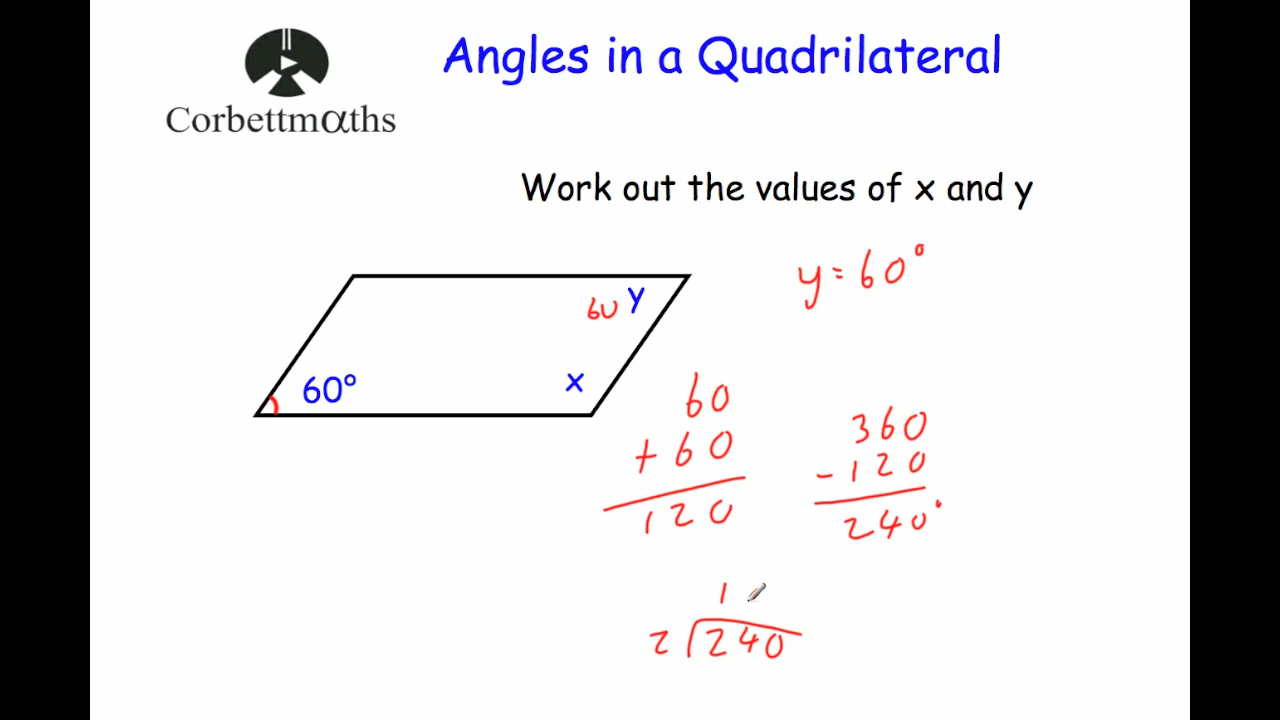 Angles in a Quadrilateral
Corbettmαths
Work out the values of x and y
y = 60°
60 y
60°
x
60
+ 60
120
360
- 120
240°
1
2 240